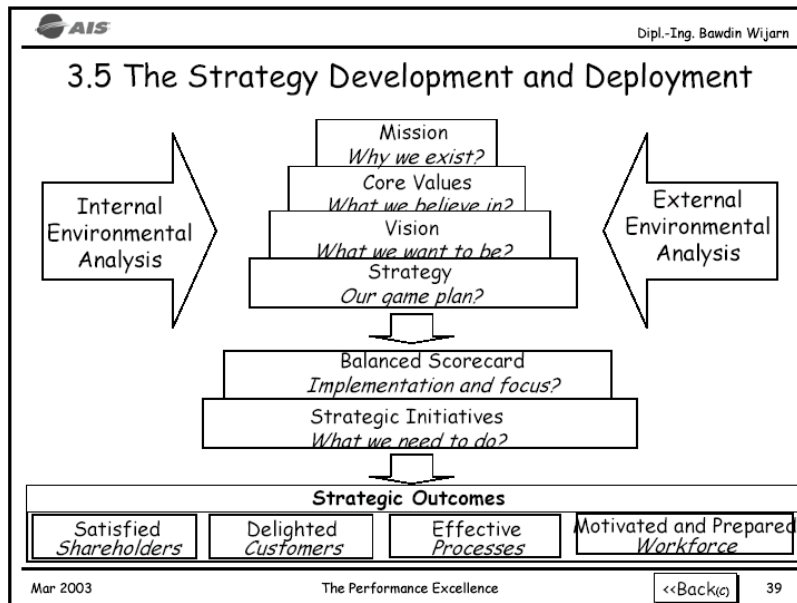 AIS
Dipl.-Ing. Bawdin Wijarn
3.5 The Strategy Development and Deployment
Mission
Why we exist?
Core Values
What we believe in?
Vision
What we want to be?
Strategy
Our game plan?
Internal
Environmental
Analysis
External
Environmental
Analysis
Balanced Scorecard
Implementation and focus?
Strategic Initiatives
What we need to do?
Strategic Outcomes
Satisfied
Shareholders
Delighted
Customers
Effective
Processes
Motivated and Prepared
Workforce
Mar 2003
The Performance Excellence
<<Back(C)
39